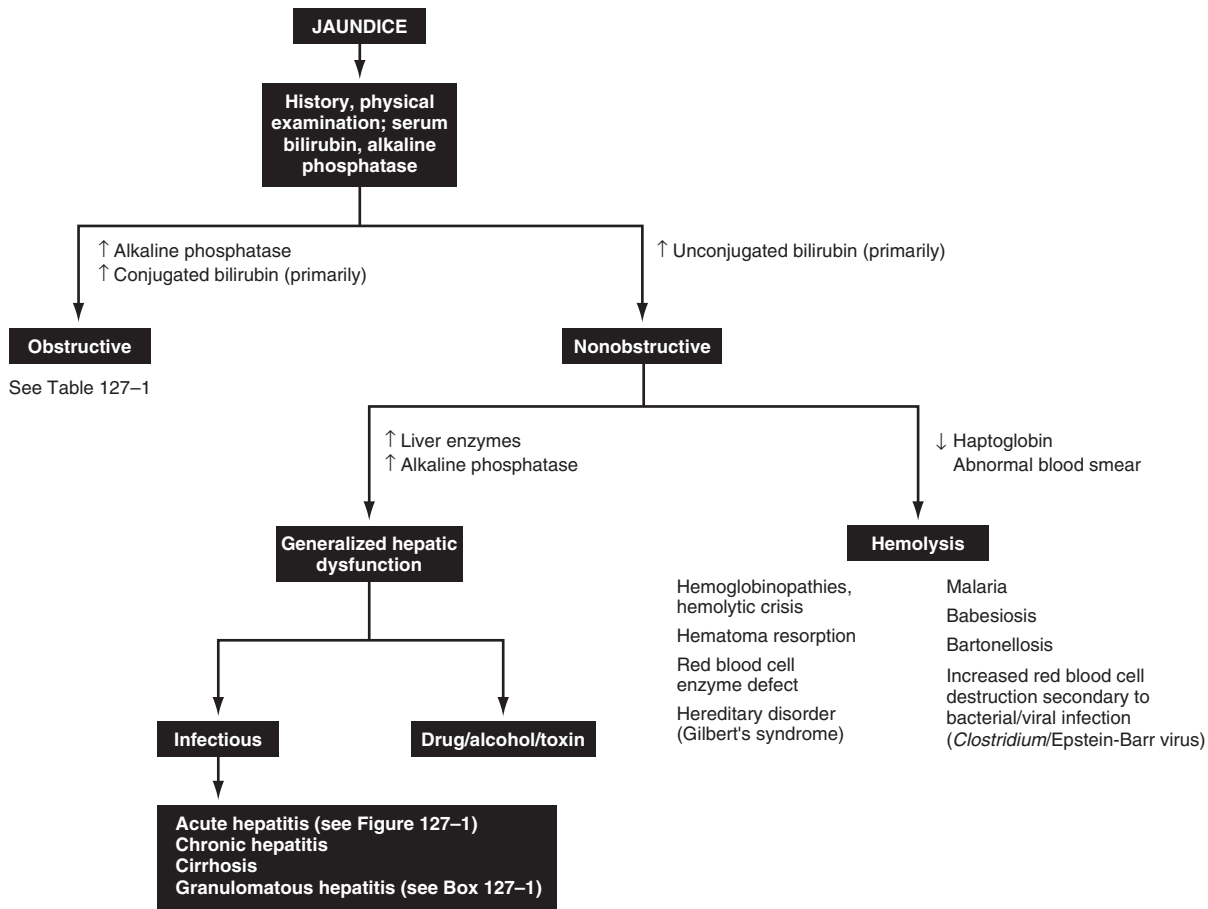 JAUNDICE
History, physical
examination; serum
bilirubin, alkaline
phosphatase
↑ Alkaline phosphatase
↑ Conjugated bilirubin (primarily)
↑ Unconjugated bilirubin (primarily)
Obstructive
See Table 127–1
Nonobstructive
↑ Liver enzymes
↑ Alkaline phosphatase
↓ Haptoglobin
Abnormal blood smear
Generalized hepatic
dysfunction
Hemolysis
Hemoglobinopathies,
hemolytic crisis
Hematoma resorption
Red blood cell
enzyme defect
Hereditary disorder
(Gilbert's syndrome)
Malaria
Babesiosis
Bartonellosis
Increased red blood cell
destruction secondary to
bacterial/viral infection
(Clostridium/Epstein-Barr virus)
Infectious
Drug/alcohol/toxin
Acute hepatitis (see Figure 127–1)
Chronic hepatitis
Cirrhosis
Granulomatous hepatitis (see Box 127–1)